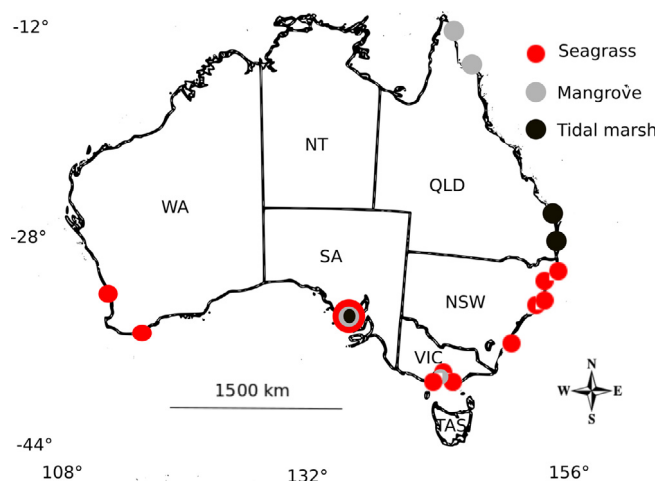 -12°
Seagrass
Mangrove
Tidal marsh
NT
QLD
WA
-28°
SA
NSW
VIC
1500 km
N
W E
S
TAS
-44°
108° 132° 156°